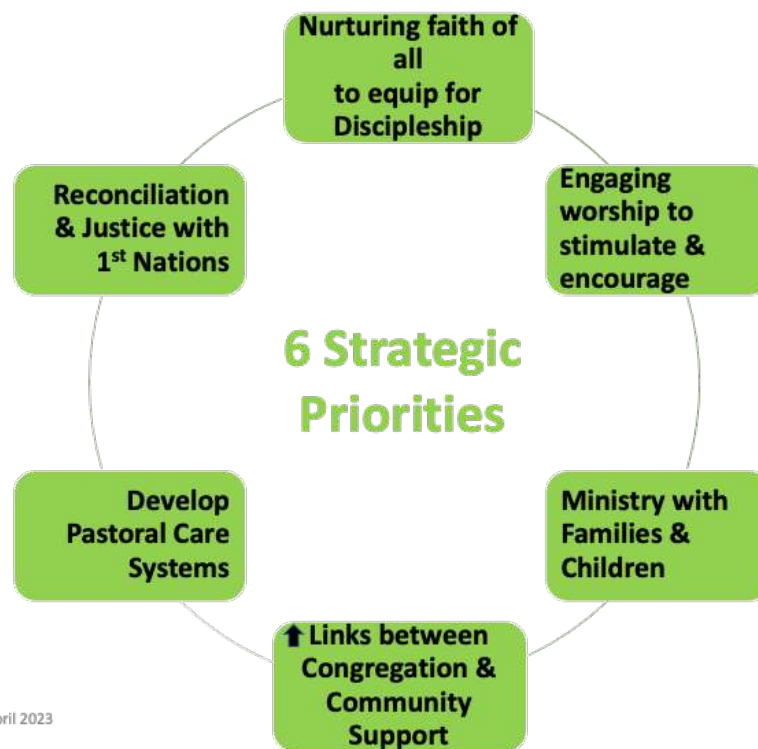 Nurturing faith of
all
to equip for
Discipleship
Reconciliation
& Justice with
1st Nations
Engaging
worship to
stimulate &
encourage
6 Strategic
Priorities
Develop
Pastoral Care
Systems
Ministry with
Families &
Children
⬆ Links between
Congregation &
Community
Support
2023